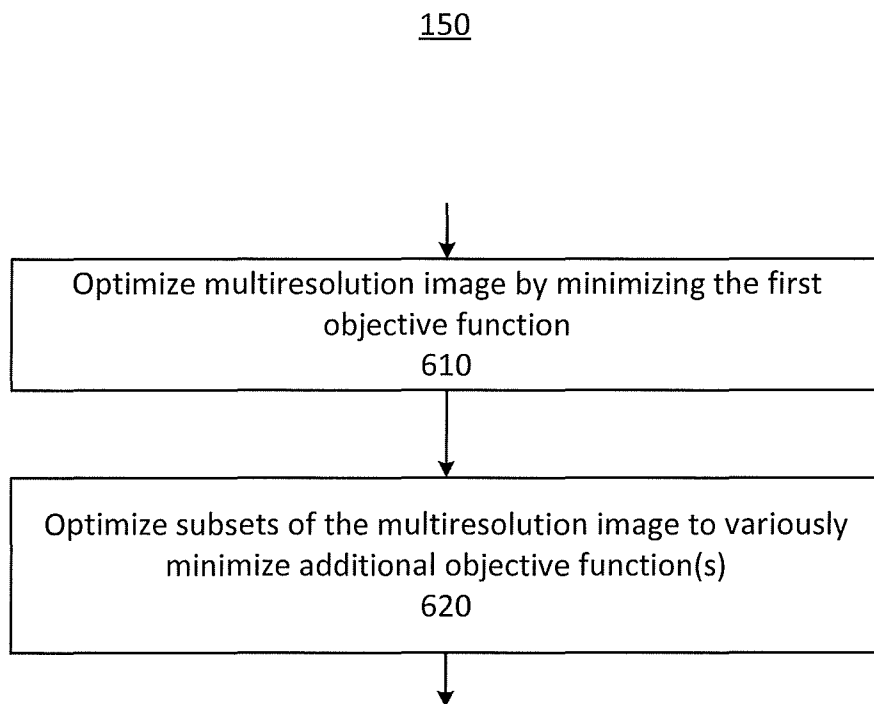 150
Optimize multiresolution image by minimizing the first
objective function
610
Optimize subsets of the multiresolution image to variously
minimize additional objective function(s)
620